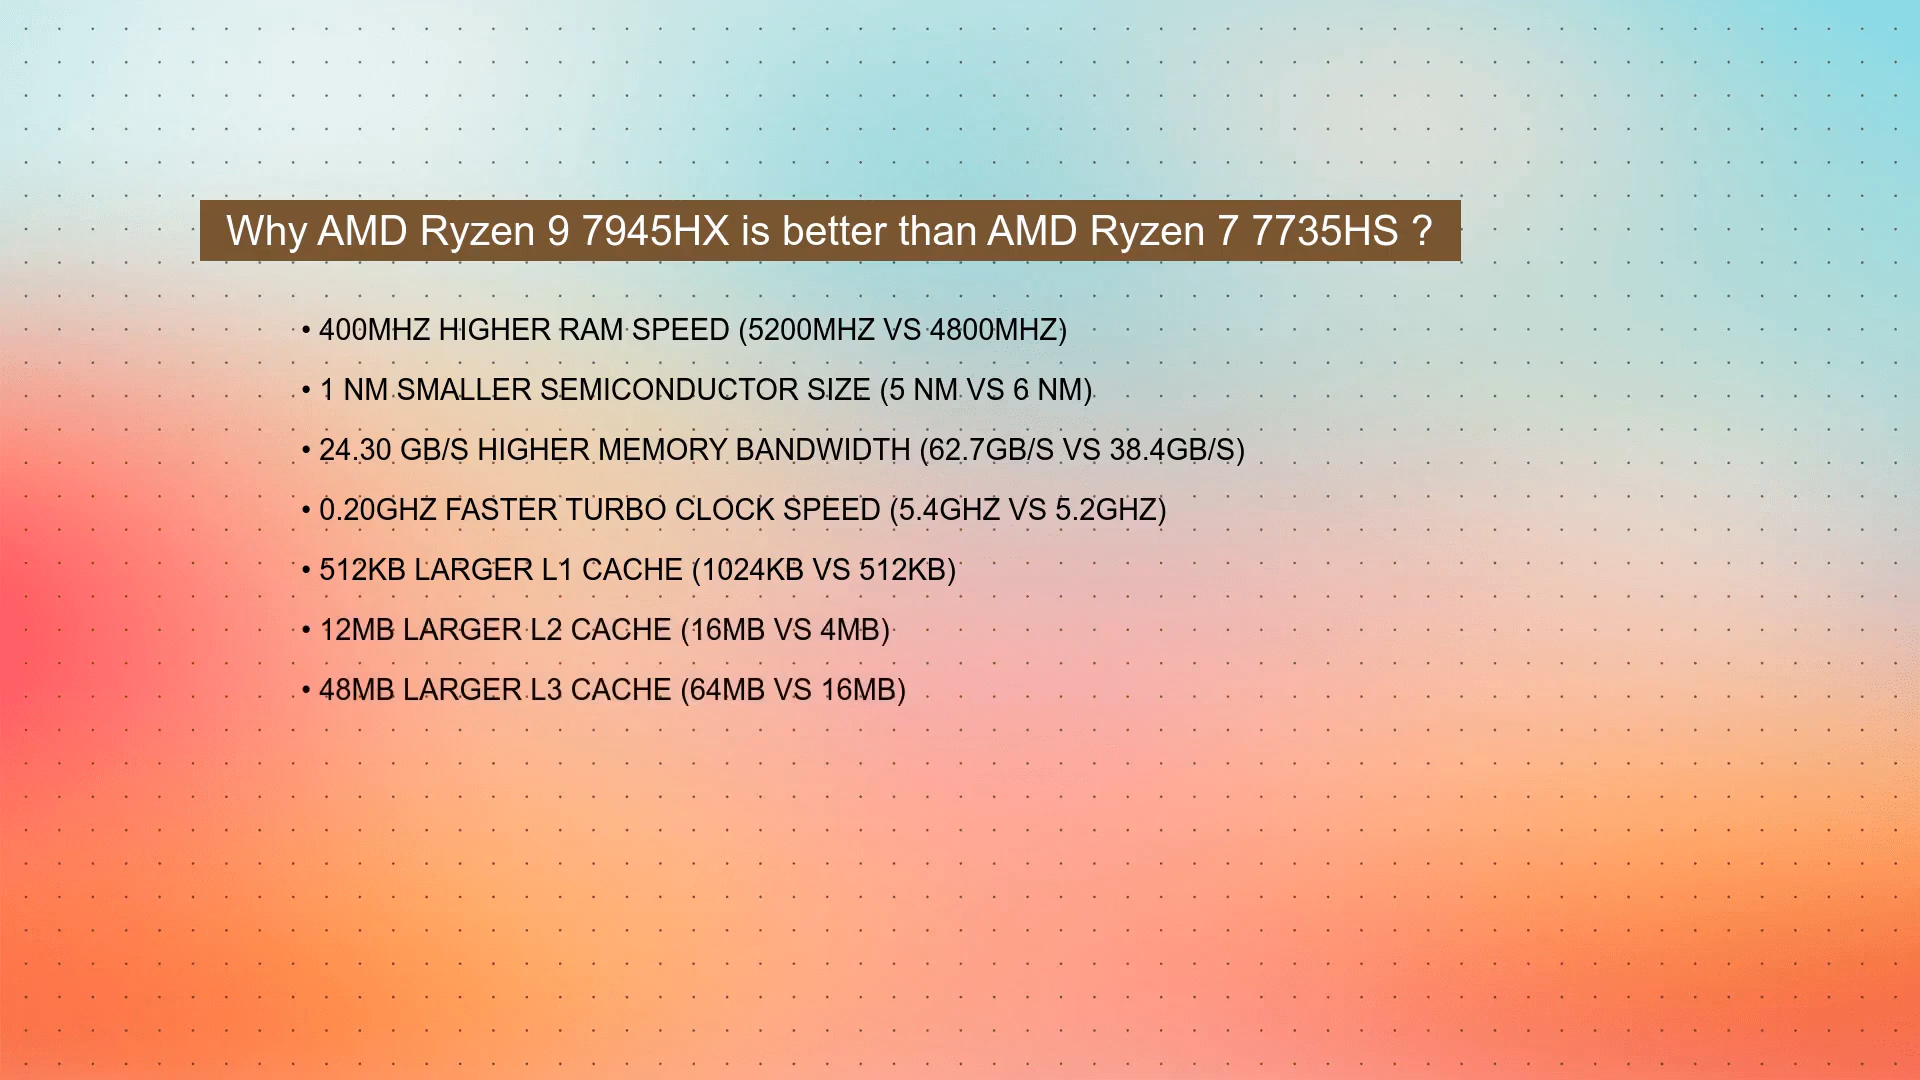 Why AMD Ryzen 9 7945HX is better than AMD Ryzen 7 7735HS ?
• 400MHZ HIGHER RAM SPEED (5200MHZ VS 4800MHZ)
• 1 NM SMALLER SEMICONDUCTOR SIZE (5 NM VS 6 NM)
• 24.30 GB/S HIGHER MEMORY BANDWIDTH (62.7GB/S VS 38.4GB/S)
• 0.20GHZ FASTER TURBO CLOCK SPEED (5.4GHZ VS 5.2GHZ)
• 512KB LARGER L1 CACHE (1024KB VS 512KB)
• 12MB LARGER L2 CACHE (16MB VS 4MB)
• 48MB LARGER L3 CACHE (64MB VS 16MB)